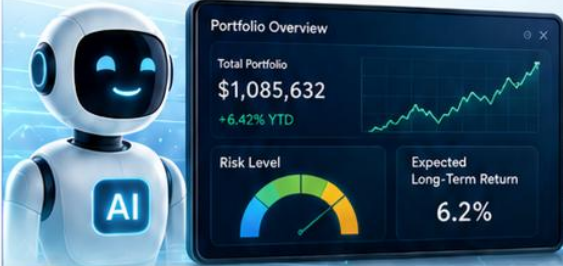 Portfolio Overview
Total Portfolio
$1,085,632
+6.42% YTD
Risk Level
Expected
Long-Term Return
6.2%
AI